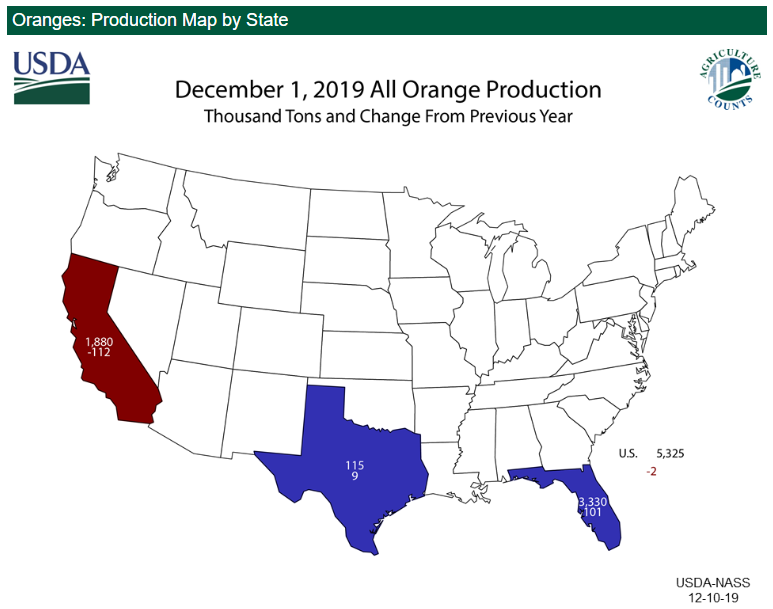 Oranges: Production Map by State
USDA
AGRICULTURE
COUNTS
December 1, 2019 All Orange Production
Thousand Tons and Change From Previous Year
1,880
-112
115
9
3,330
101
U.S. 5,325
-2
USDA-NASS
12-10-19